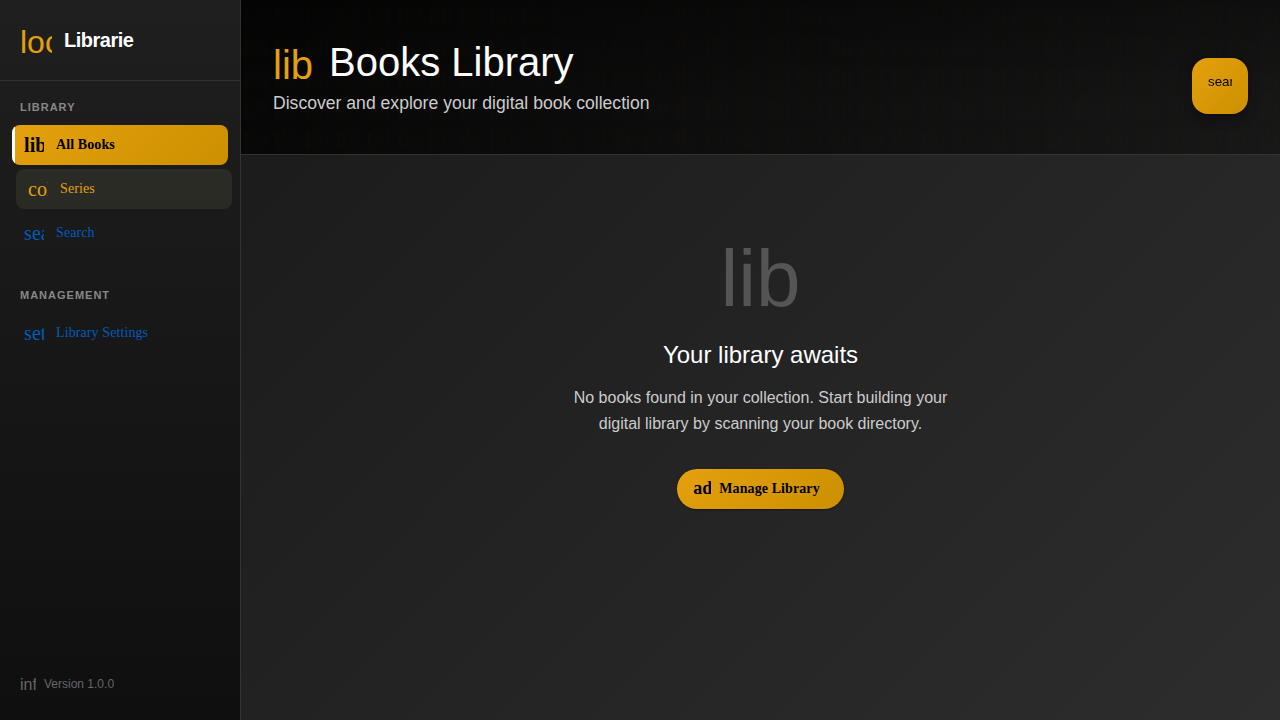 loc Librarie
LIBRARY
lib All Books
co Series
sea Search
MANAGEMENT
set Library Settings
inf Version 1.0.0
lib Books Library
Discover and explore your digital book collection
sear
lib
Your library awaits
No books found in your collection. Start building your
digital library by scanning your book directory.
ad Manage Library